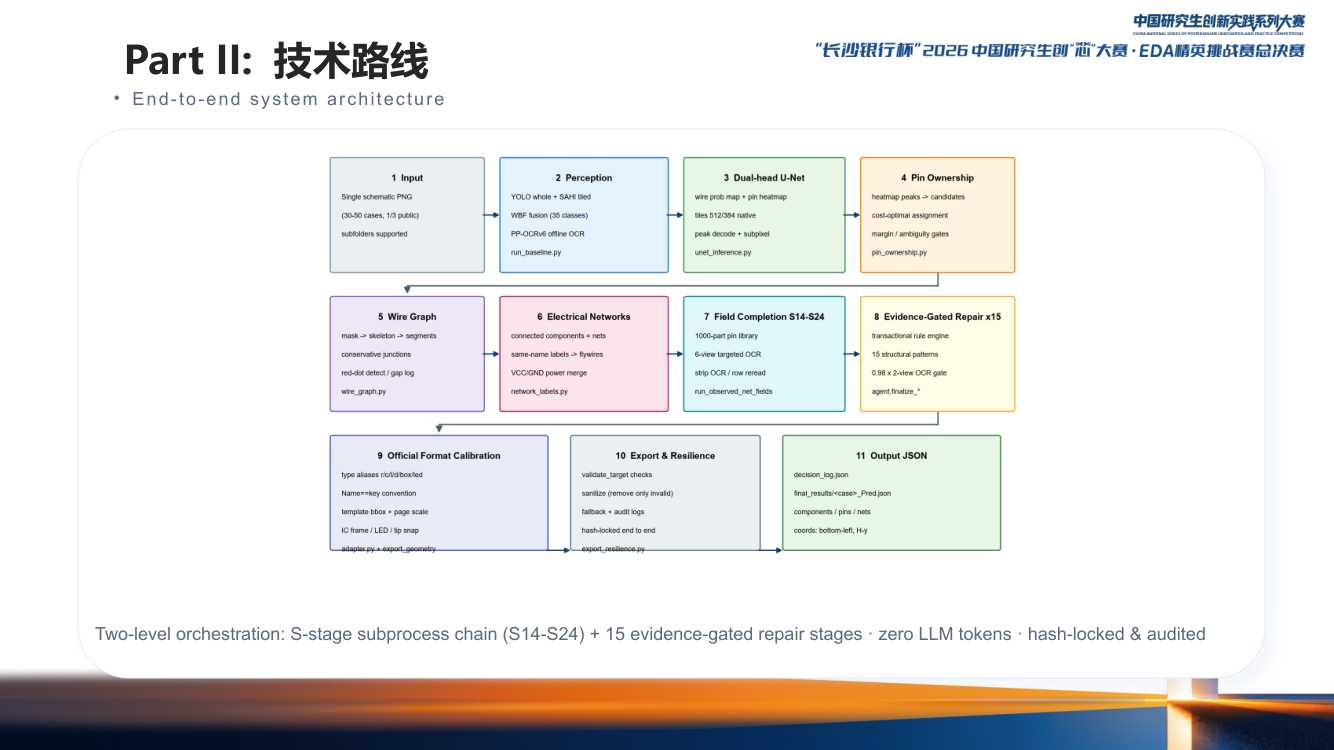 中国研究生创新实践系列大赛
CHINA NATIONAL SERIES OF POSTGRADUATE INNOVATION AND PRACTICE COMPETITIONS
“长沙银行杯”2026中国研究生创“芯”大赛·EDA精英挑战赛总决赛
Part II: 技术路线
• End-to-end system architecture
1 Input
Single schematic PNG
(30-50 cases, 1/3 public)
subfolders supported
2 Perception
YOLO whole + SAHI tiled
WBF fusion (35 classes)
PP-OCRv6 offline OCR
run_baseline.py
3 Dual-head U-Net
wire prob map + pin heatmap
tiles 512/384 native
peak decode + subpixel
unet_inference.py
4 Pin Ownership
heatmap peaks -> candidates
cost-optimal assignment
margin / ambiguity gates
pin_ownership.py
5 Wire Graph
mask -> skeleton -> segments
conservative junctions
red-dot detect / gap log
wire_graph.py
6 Electrical Networks
connected components = nets
same-name labels -> flywires
VCC/GND power merge
network_labels.py
7 Field Completion S14-S24
1000-part pin library
6-view targeted OCR
strip OCR / row reread
run_observed_net_fields
8 Evidence-Gated Repair x15
transactional rule engine
15 structural patterns
0.98 x 2-view OCR gate
agent.finalize_*
9 Official Format Calibration
type aliases r/c/l/d/box/led
Name==key convention
template bbox + page scale
IC frame / LED / tip snap
adapter.py + export_geometry
10 Export & Resilience
validate_target checks
sanitize (remove only invalid)
fallback + audit logs
hash-locked end to end
export_resilience.py
11 Output JSON
decision_log.json
final_results/<case>_Pred.json
components / pins / nets
coords: bottom-left, H-y
Two-level orchestration: S-stage subprocess chain (S14-S24) + 15 evidence-gated repair stages · zero LLM tokens · hash-locked & audited